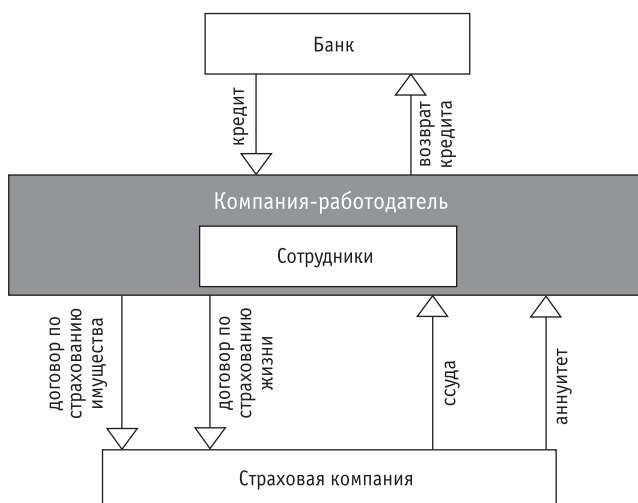 Банк
кредит
возврат
кредита
Компания-работодатель
Сотрудники
договор по
страхованию
имущества
договор по
страхованию
жизни
ссуда
аннуитет
Страховая компания